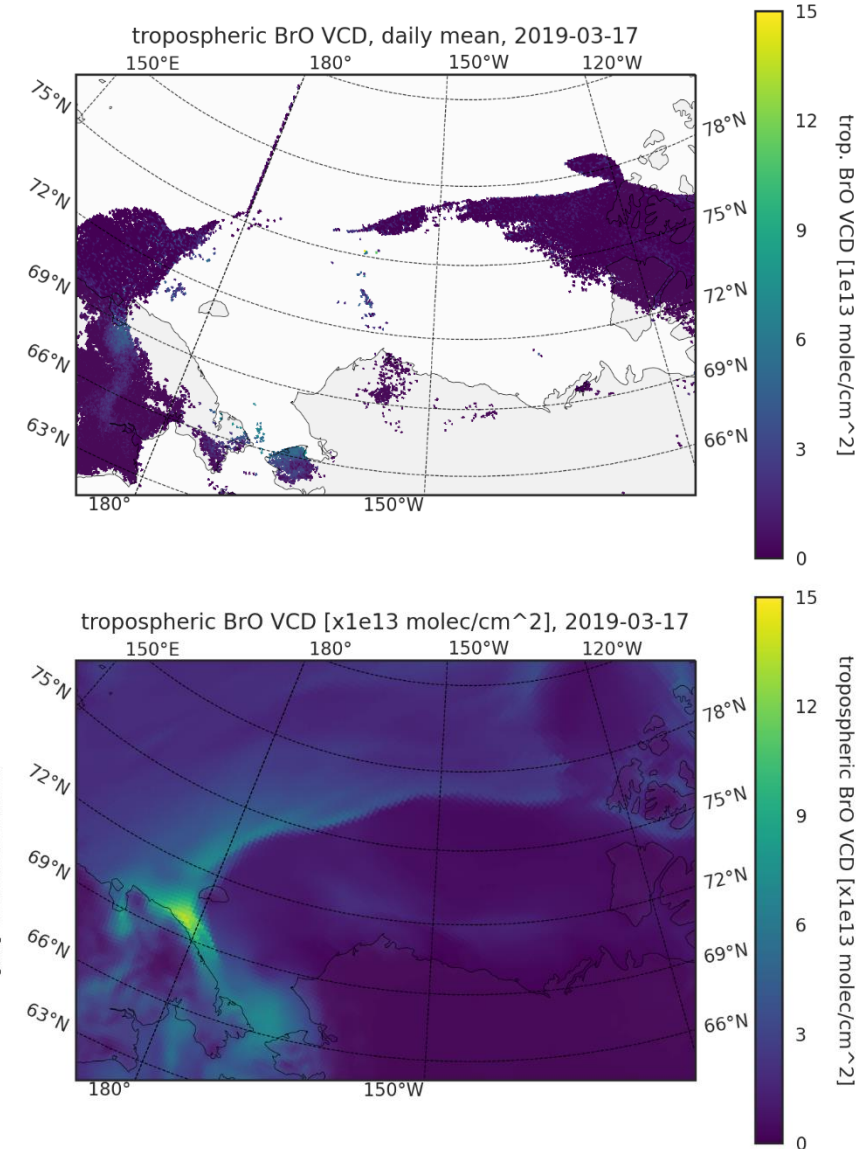 tropospheric BrO VCD, daily mean, 2019-03-17
150°E 180° 150°W 120°W
75°N
72°N
69°N
66°N
63°N
78°N
75°N
72°N
69°N
66°N
180° 150°W
15
12
9
6
3
0
trop. BrO VCD [1e13 molec/cm^2]
tropospheric BrO VCD [x1e13 molec/cm^2], 2019-03-17
150°E 180° 150°W 120°W
75°N
72°N
69°N
66°N
63°N
78°N
75°N
72°N
69°N
66°N
180° 150°W
15
12
9
6
3
0
tropospheric BrO VCD [x1e13 molec/cm^2]